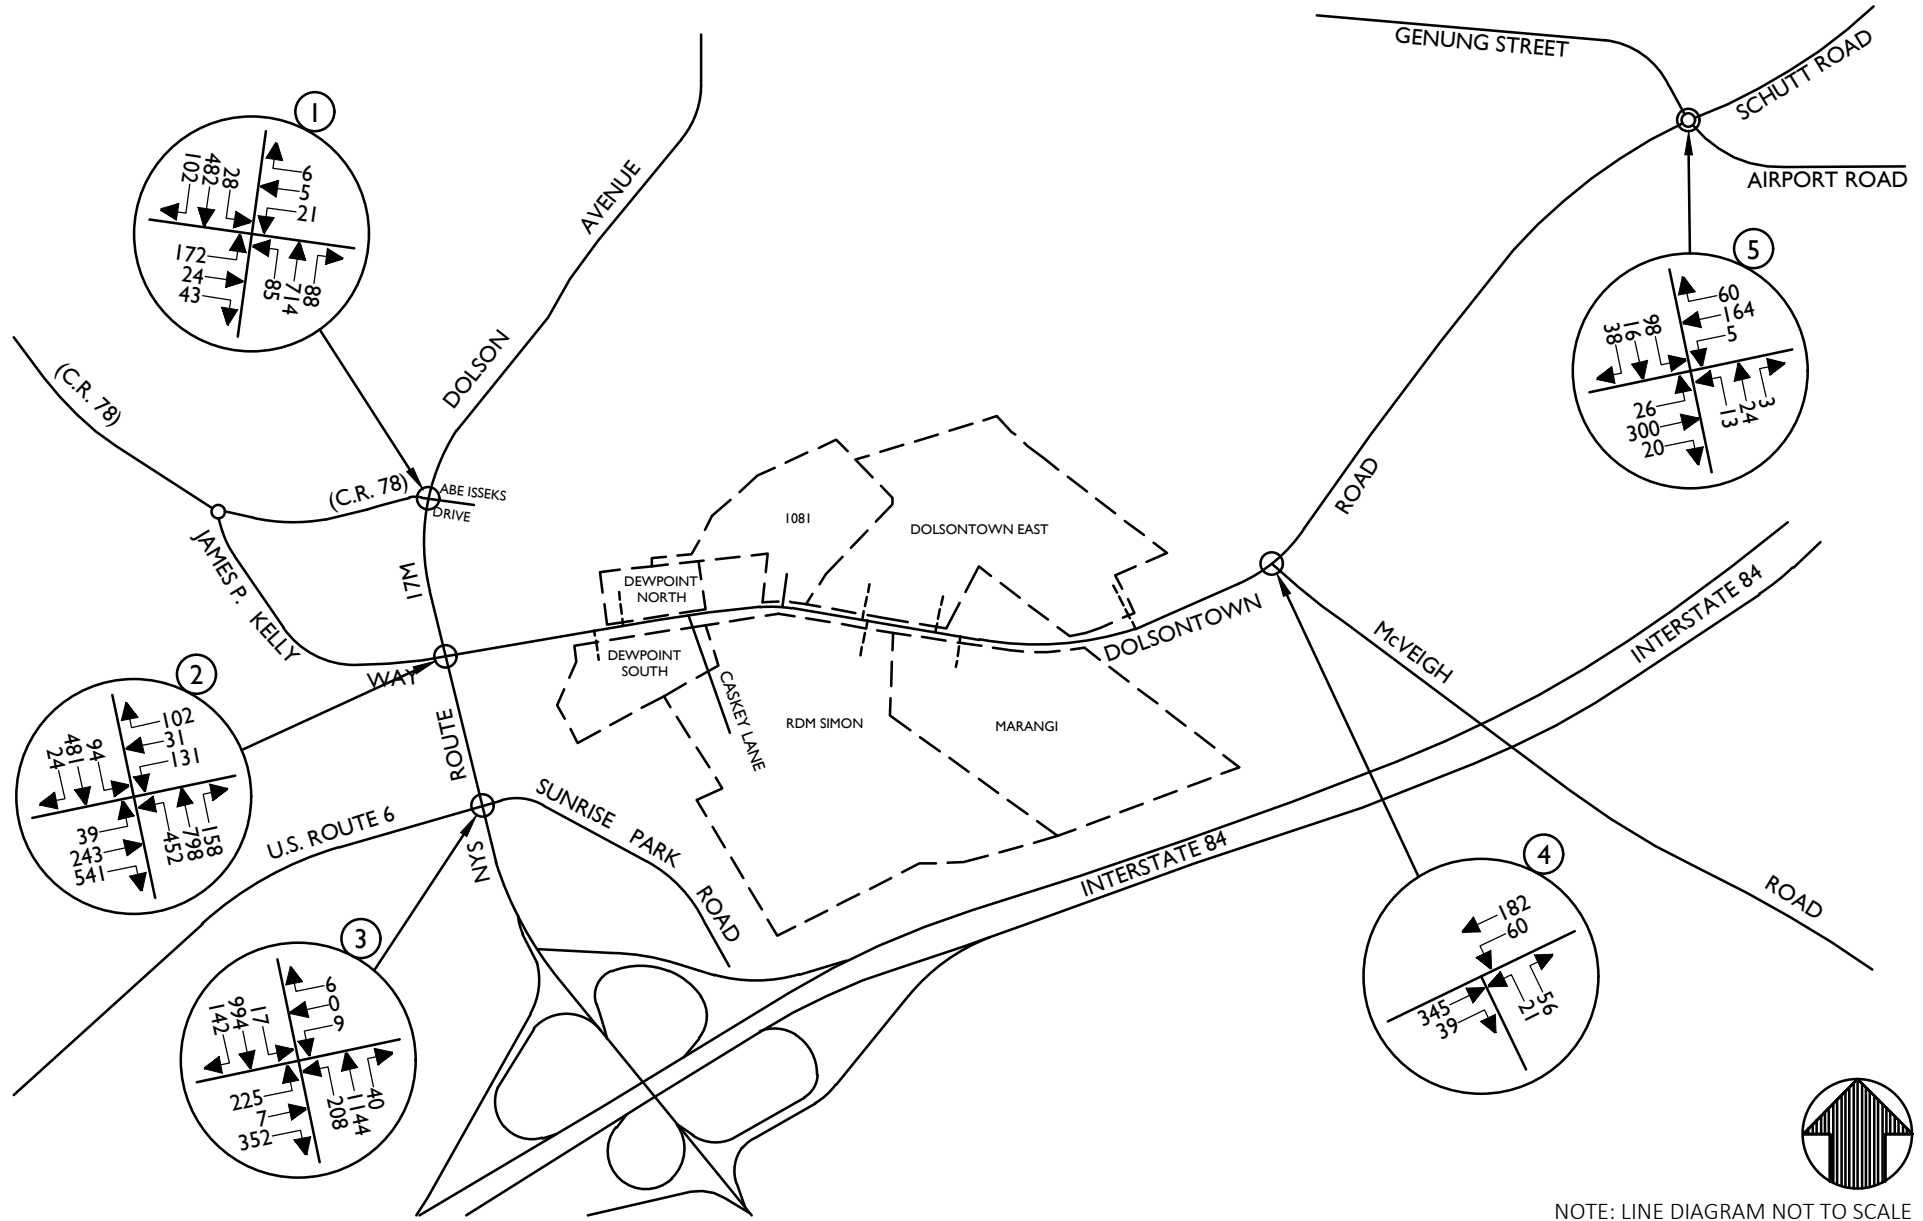 GENUNG STREET
SCHUTT ROAD
AIRPORT ROAD
1
102
482
28
6
5
21
172
24
43
85
714
88
AVENUE
DOLSON
(C.R. 78)
(C.R. 78)
ABE ISSEKS
DRIVE
JAMES P. KELLY
WAY
17M
ROUTE
NYS
5
38
16
98
60
164
5
26
300
20
13
24
3
ROAD
DOLSONTOWN
1081
DOLSONTOWN EAST
DEWPOINT
NORTH
DEWPOINT
SOUTH
CASKEY LANE
RDM SIMON
MARANGI
McVEIGH
ROAD
INTERSTATE 84
INTERSTATE 84
2
24
481
94
102
31
131
39
243
541
452
798
158
U.S. ROUTE 6
SUNRISE PARK ROAD
3
142
994
17
6
0
9
225
7
352
208
1144
40
4
182
60
345
39
21
56
NOTE: LINE DIAGRAM NOT TO SCALE